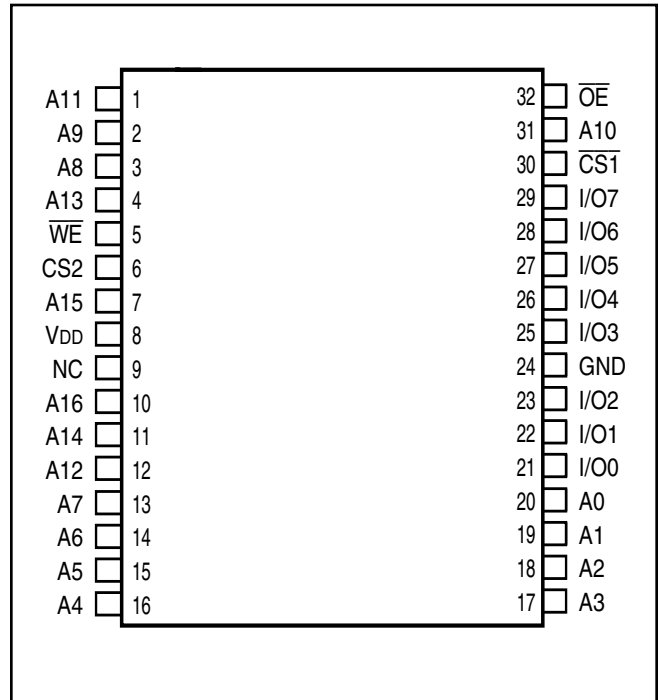 A11 1 32 O̅E̅
A9 2 31 A10
A8 3 30 C̅S̅1̅
A13 4 29 I/O7
W̅E̅ 5 28 I/O6
CS2 6 27 I/O5
A15 7 26 I/O4
VDD 8 25 I/O3
NC 9 24 GND
A16 10 23 I/O2
A14 11 22 I/O1
A12 12 21 I/O0
A7 13 20 A0
A6 14 19 A1
A5 15 18 A2
A4 16 17 A3